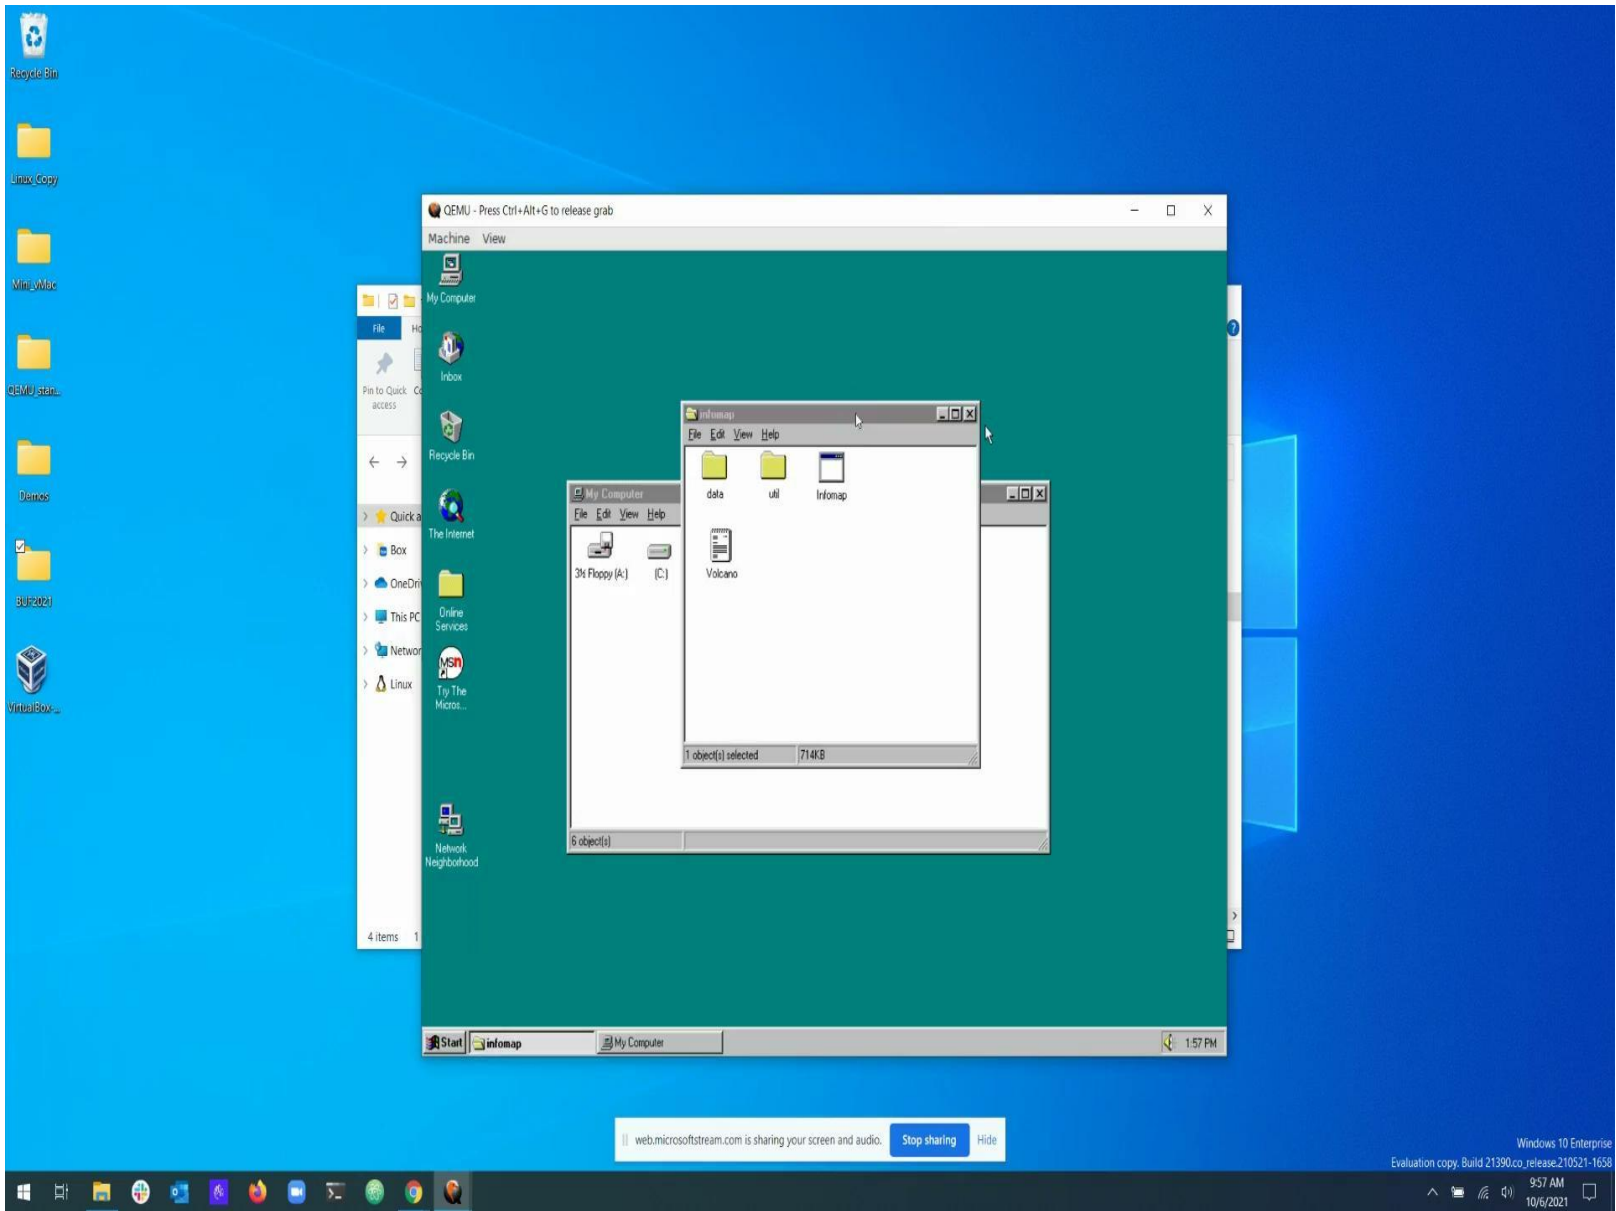 Recycle Bin
Linux_Copy
Mini_vMac
QEMU_stan...
Demos
BUF2021
VirtualBox-...
QEMU - Press Ctrl+Alt+G to release grab
Machine View
File
Pin to Quick
access
Quick a
Box
OneDri
This PC
Networ
Linux
4 items 1
My Computer
Inbox
Recycle Bin
The Internet
Online
Services
MSn
Try The
Micros...
Network
Neighborhood
infomap
File Edit View Help
data util Infomap
Volcano
1 object(s) selected 714KB
My Computer
File Edit View Help
3½ Floppy (A:) (C:)
6 object(s)
Start infomap My Computer 1:57 PM
web.microsoftstream.com is sharing your screen and audio. Stop sharing Hide
Windows 10 Enterprise
Evaluation copy. Build 21390.co_release.210521-1658
9:57 AM
10/6/2021